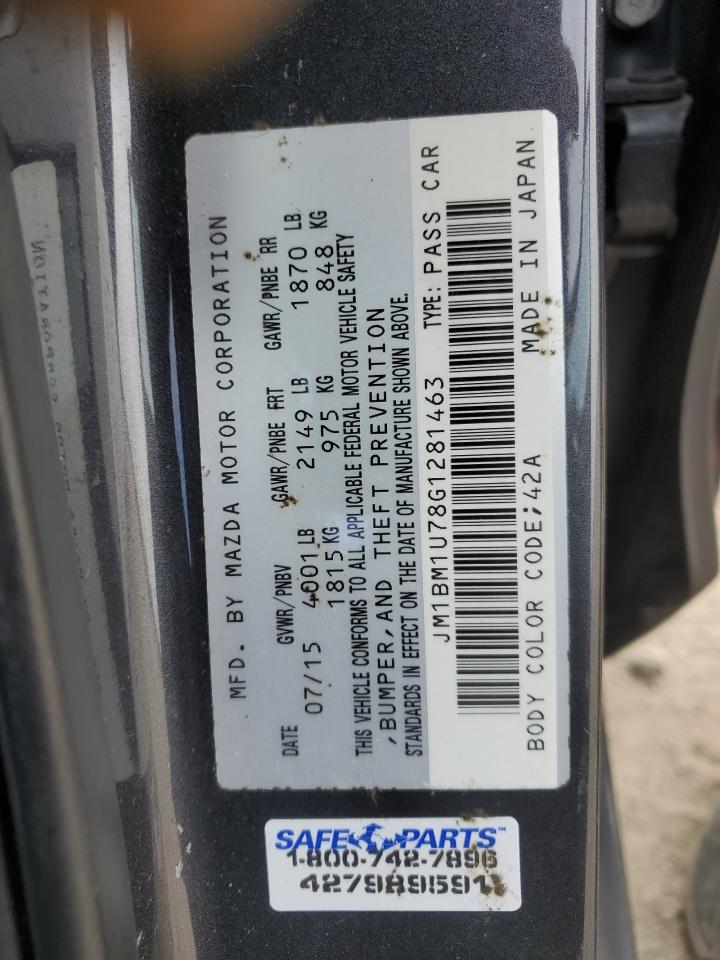 MFD. BY MAZDA MOTOR CORPORATION
DATE GVWR/PNBV GAWR/PNBE FRT GAWR/PNBE RR
07/15 4001 LB 2149 LB 1870 LB
1815 KG 975 KG 848 KG
THIS VEHICLE CONFORMS TO ALL APPLICABLE FEDERAL MOTOR VEHICLE SAFETY
,BUMPER,AND THEFT PREVENTION
STANDARDS IN EFFECT ON THE DATE OF MANUFACTURE SHOWN ABOVE.
JM1BM1U78G1281463 TYPE: PASS CAR
BODY COLOR CODE;42A MADE IN JAPAN
SAFE PARTS™
1-800-742-7896
4279889591